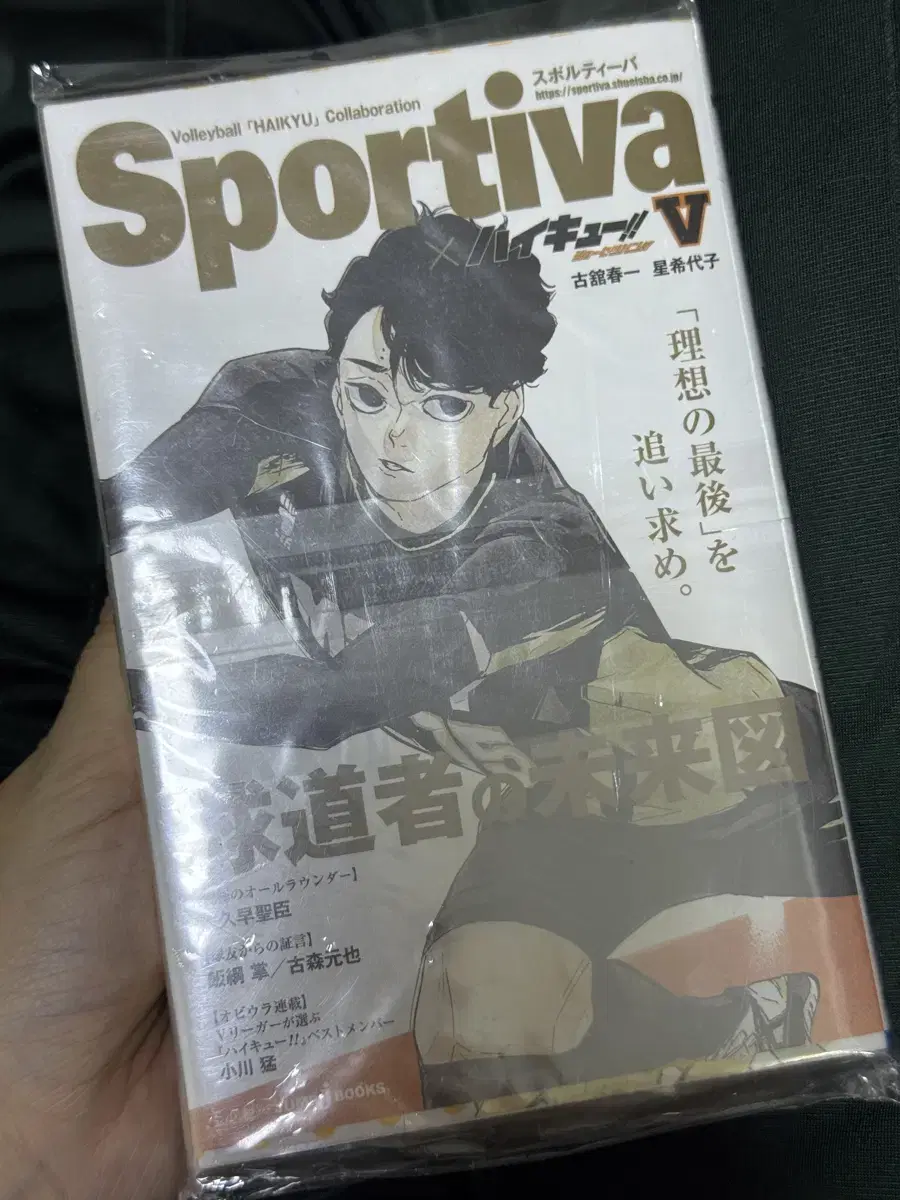 スポルティーバ
https://sportiva.shueisha.co.jp/
Volleyball「HAIKYU」Collaboration
Sportiva
×ハイキュー!! V
古舘春一 星希代子
「理想の最後」を
追い求め。
球道者の未来図
のオールラウンダー】
久早聖臣
友からの証言】
飯綱 掌/古森元也
【オビウラ連載】
Vリーガーが選ぶ
『ハイキュー!!』ベストメンバー
小川 猛
BOOKS